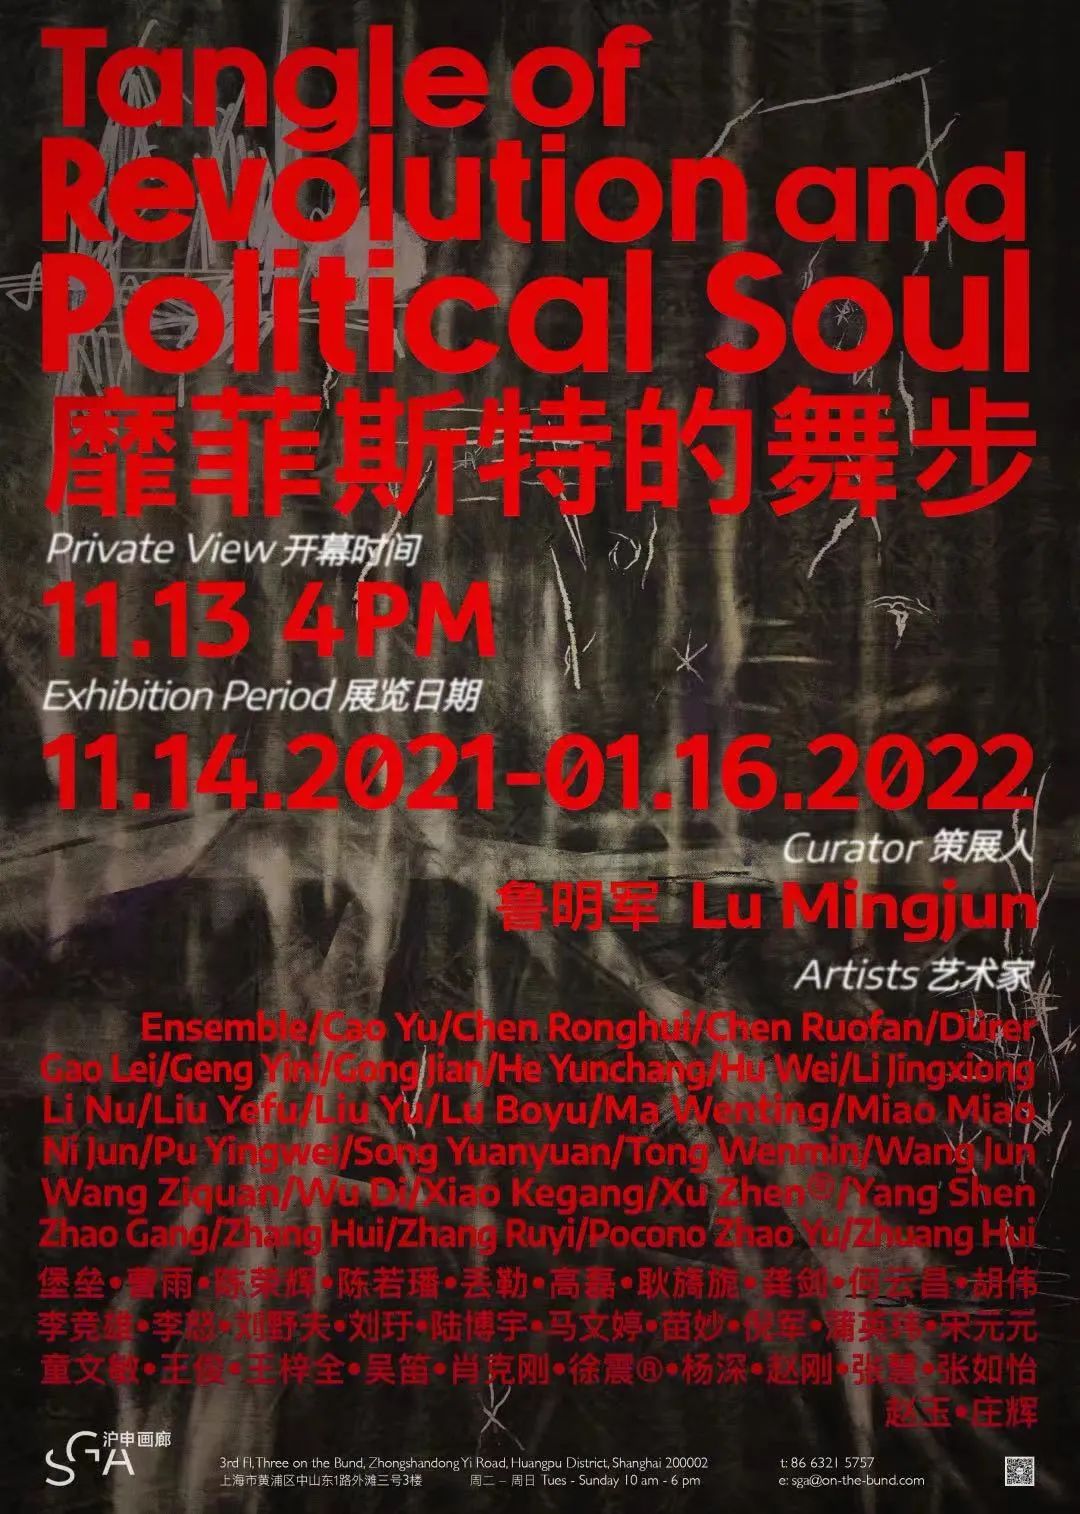 Tangle of
Revolution and
Political Soul
靡菲斯特的舞步
Private View 开幕时间
11.13 4PM
Exhibition Period 展览日期
11.14.2021-01.16.2022
Curator 策展人
鲁明军 Lu Mingjun
Artists 艺术家
Ensemble/Cao Yu/Chen Ronghui/Chen Ruofan/Dürer
Gao Lei/Geng Yini/Gong Jian/He Yunchang/Hu Wei/Li Jingxiong
Li Nu/Liu Yefu/Liu Yu/Lu Boyu/Ma Wenting/Miao Miao
Ni Jun/Pu Yingwei/Song Yuanyuan/Tong Wenmin/Wang Jun
Wang Ziquan/Wu Di/Xiao Kegang/Xu Zhen®/Yang Shen
Zhao Gang/Zhang Hui/Zhang Ruyi/Pocono Zhao Yu/Zhuang Hui
堡垒•曹雨•陈荣辉•陈若璠•丢勒•高磊•耿旖旎•龚剑•何云昌•胡伟
李竞雄•李怒•刘野夫•刘玗•陆博宇•马文婷•苗妙•倪军•蒲英玮•宋元元
童文敏•王俊•王梓全•吴笛•肖克刚•徐震®•杨深•赵刚•张慧•张如怡
赵玉•庄辉
SGA 沪申画廊
3rd Fl, Three on the Bund, Zhongshandong Yi Road, Huangpu District, Shanghai 200002
上海市黄浦区中山东1路外滩三号3楼 周二 – 周日 Tues - Sunday 10 am - 6 pm
t: 86 6321 5757
e: sga@on-the-bund.com